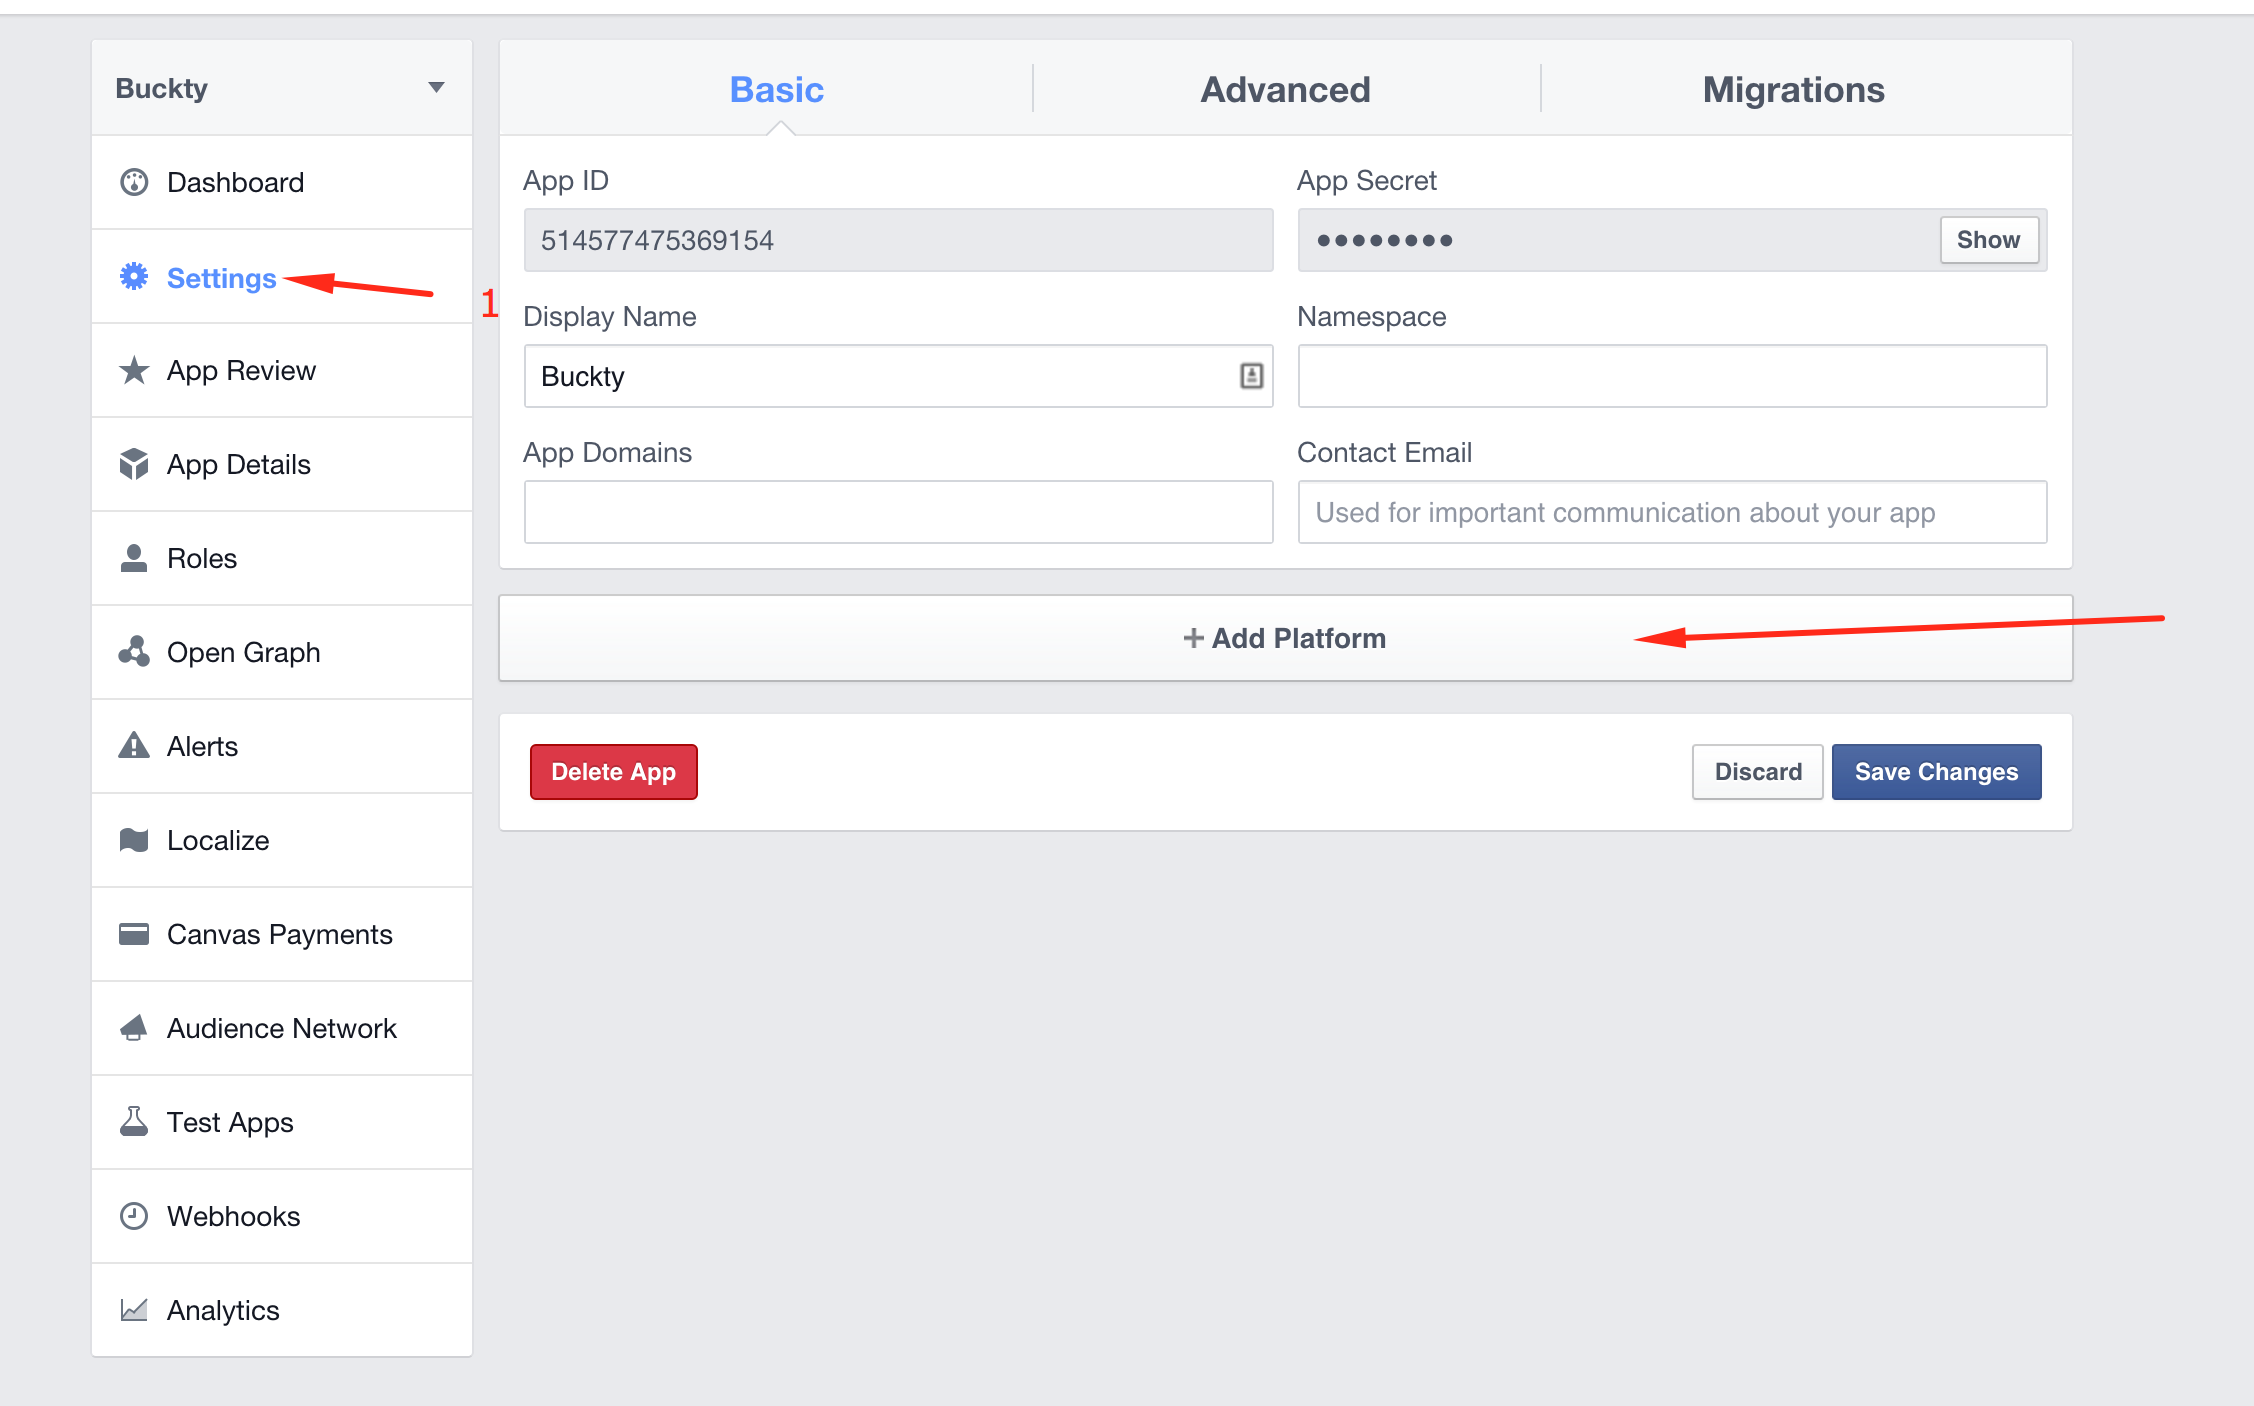 Buckty
Dashboard
Settings
1
App Review
App Details
Roles
Open Graph
Alerts
Localize
Canvas Payments
Audience Network
Test Apps
Webhooks
Analytics
Basic Advanced Migrations
App ID App Secret
514577475369154 •••••••• Show
Display Name Namespace
Buckty
App Domains Contact Email
Used for important communication about your app
+ Add Platform
Delete App Discard Save Changes